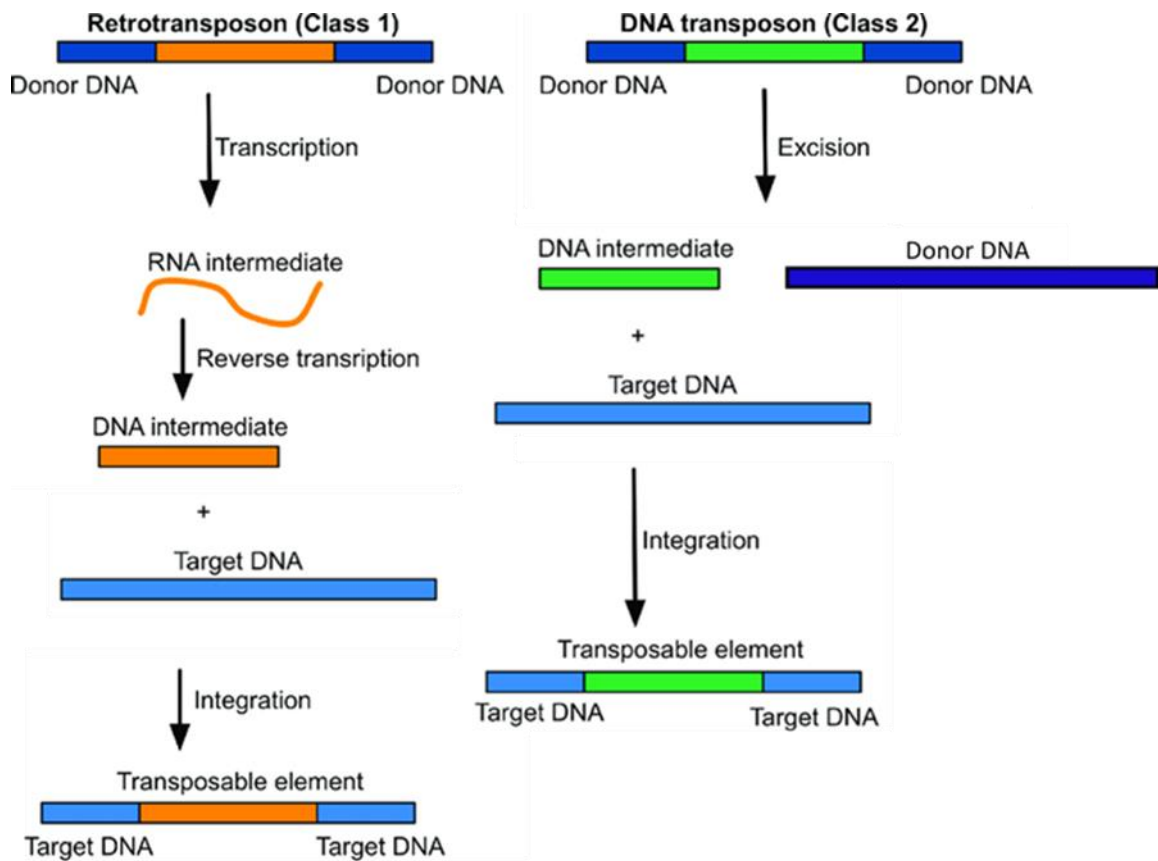 Retrotransposon (Class 1)
Donor DNA
Donor DNA
Transcription
RNA intermediate
Reverse transription
DNA intermediate
+
Target DNA
Integration
Transposable element
Target DNA
Target DNA
DNA transposon (Class 2)
Donor DNA
Donor DNA
Excision
DNA intermediate
Donor DNA
+
Target DNA
Integration
Transposable element
Target DNA
Target DNA